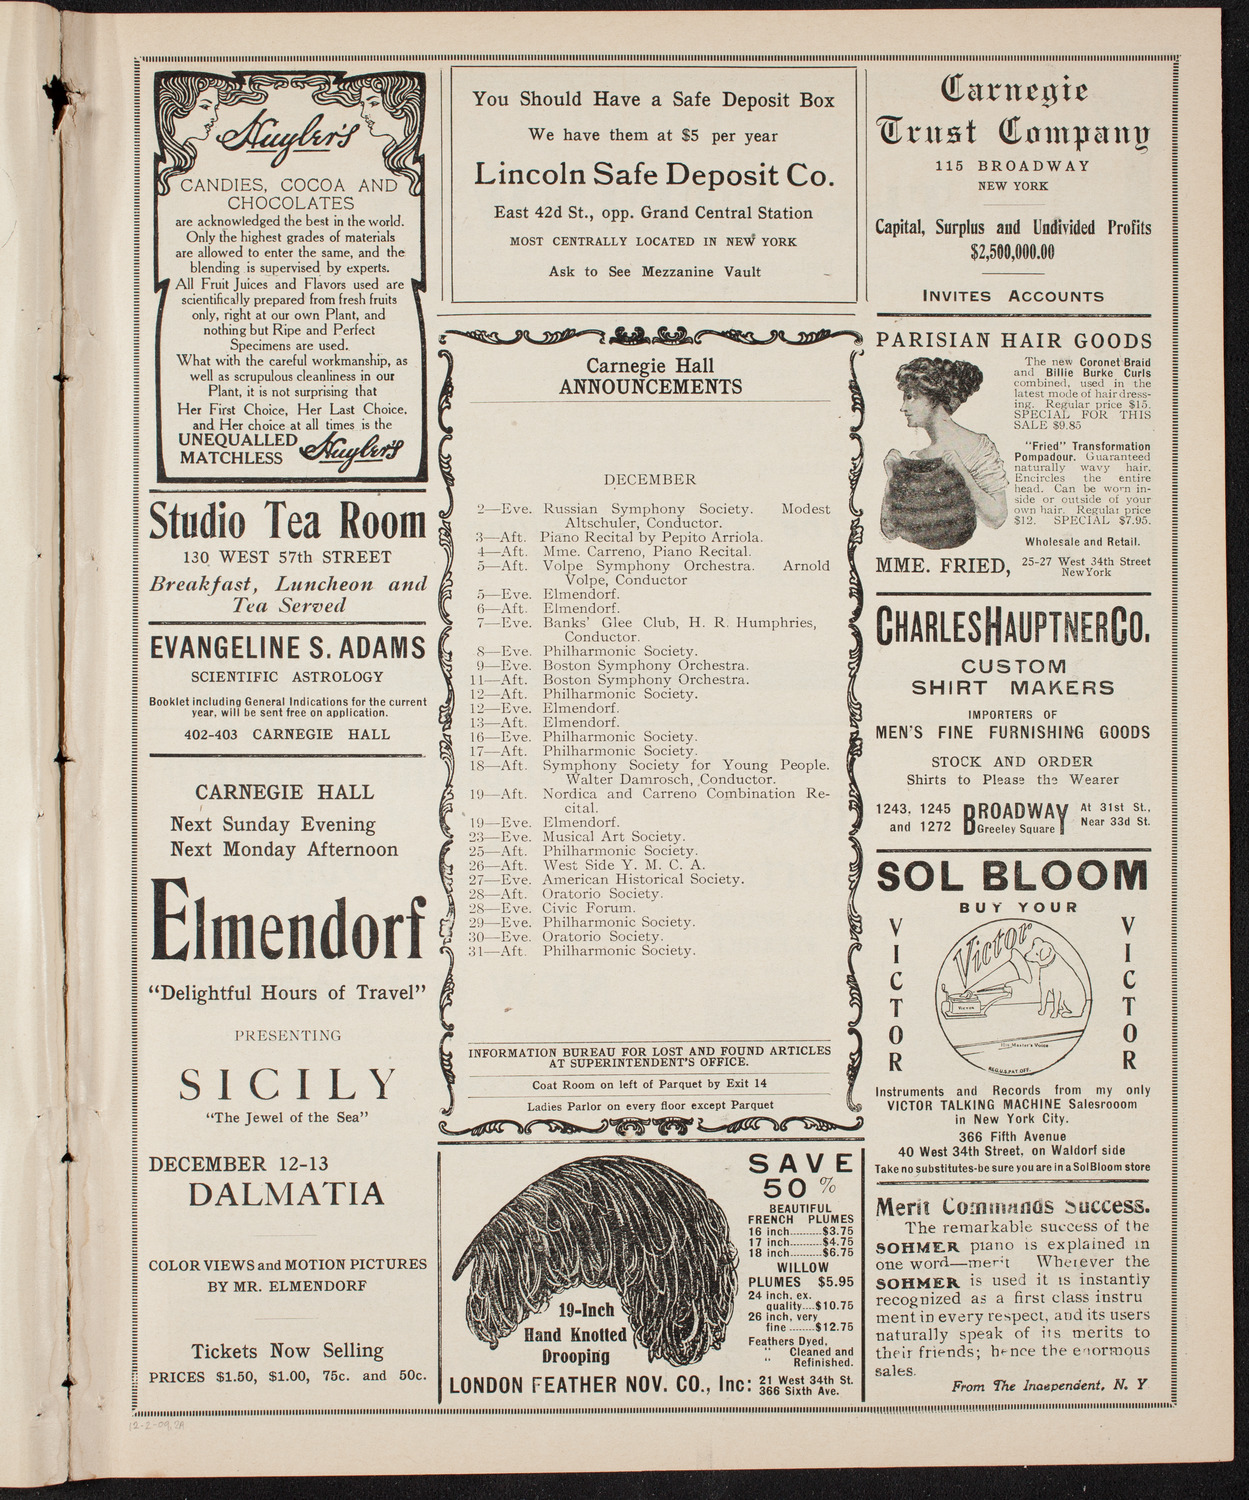 Huyler's
CANDIES, COCOA AND
CHOCOLATES
are acknowledged the best in the world.
Only the highest grades of materials
are allowed to enter the same, and the
blending is supervised by experts.
All Fruit Juices and Flavors used are
scientifically prepared from fresh fruits
only, right at our own Plant, and
nothing but Ripe and Perfect
Specimens are used.
What with the careful workmanship, as
well as scrupulous cleanliness in our
Plant, it is not surprising that
Her First Choice, Her Last Choice,
and Her choice at all times is the
UNEQUALLED
MATCHLESS Huyler's
Studio Tea Room
130 WEST 57th STREET
Breakfast, Luncheon and
Tea Served
EVANGELINE S. ADAMS
SCIENTIFIC ASTROLOGY
Booklet including General Indications for the current
year, will be sent free on application.
402-403 CARNEGIE HALL
CARNEGIE HALL
Next Sunday Evening
Next Monday Afternoon
Elmendorf
"Delightful Hours of Travel"
PRESENTING
SICILY
"The Jewel of the Sea"
DECEMBER 12-13
DALMATIA
COLOR VIEWS and MOTION PICTURES
BY MR. ELMENDORF
Tickets Now Selling
PRICES $1.50, $1.00, 75c. and 50c.
You Should Have a Safe Deposit Box
We have them at $5 per year
Lincoln Safe Deposit Co.
East 42d St., opp. Grand Central Station
MOST CENTRALLY LOCATED IN NEW YORK
Ask to See Mezzanine Vault
Carnegie Hall
ANNOUNCEMENTS
DECEMBER
2—Eve. Russian Symphony Society. Modest
Altschuler, Conductor.
3—Aft. Piano Recital by Pepito Arriola.
4—Aft. Mme. Carreno, Piano Recital.
5—Aft. Volpe Symphony Orchestra. Arnold
Volpe, Conductor
5—Eve. Elmendorf.
6—Aft. Elmendorf.
7—Eve. Banks' Glee Club, H. R. Humphries,
Conductor.
8—Eve. Philharmonic Society.
9—Eve. Boston Symphony Orchestra.
11—Aft. Boston Symphony Orchestra.
12—Aft. Philharmonic Society.
12—Eve. Elmendorf.
13—Aft. Elmendorf.
16—Eve. Philharmonic Society.
17—Aft. Philharmonic Society.
18—Aft. Symphony Society for Young People.
Walter Damrosch, Conductor.
19—Aft. Nordica and Carreno Combination Re-
cital.
19—Eve. Elmendorf.
23—Eve. Musical Art Society.
25—Aft. Philharmonic Society.
26—Aft. West Side Y. M. C. A.
27—Eve. American Historical Society.
28—Aft. Oratorio Society.
28—Eve. Civic Forum.
29—Eve. Philharmonic Society.
30—Eve. Oratorio Society.
31—Aft. Philharmonic Society.
INFORMATION BUREAU FOR LOST AND FOUND ARTICLES
AT SUPERINTENDENT'S OFFICE.
Coat Room on left of Parquet by Exit 14
Ladies Parlor on every floor except Parquet
19-Inch
Hand Knotted
Drooping
SAVE
50%
BEAUTIFUL
FRENCH PLUMES
16 inch..........$3.75
17 inch..........$4.75
18 inch..........$6.75
WILLOW
PLUMES $5.95
24 inch, ex.
quality....$10.75
26 inch, very
fine ........$12.75
Feathers Dyed,
" Cleaned and
" Refinished.
LONDON FEATHER NOV. CO., Inc: 21 West 34th St.
366 Sixth Ave.
Carnegie
Trust Company
115 BROADWAY
NEW YORK
Capital, Surplus and Undivided Profits
$2,500,000.00
INVITES ACCOUNTS
PARISIAN HAIR GOODS
The new Coronet Braid
and Billie Burke Curls
combined, used in the
latest mode of hair dress-
ing. Regular price $15.
SPECIAL FOR THIS
SALE $9.85
"Fried" Transformation
Pompadour. Guaranteed
naturally wavy hair.
Encircles the entire
head. Can be worn in-
side or outside of your
own hair. Regular price
$12. SPECIAL $7.95.
Wholesale and Retail.
MME. FRIED, 25-27 West 34th Street
New York
CHARLES HAUPTNER CO.
CUSTOM
SHIRT MAKERS
IMPORTERS OF
MEN'S FINE FURNISHING GOODS
STOCK AND ORDER
Shirts to Please the Wearer
1243, 1245
and 1272
BROADWAY
Greeley Square
At 31st St.,
Near 33d St.
SOL BLOOM
BUY YOUR
VICTOR
Victor
Victor
His Master's Voice
REG.U.S.PAT.OFF.
VICTOR
Instruments and Records from my only
VICTOR TALKING MACHINE Salesrooom
in New York City.
366 Fifth Avenue
40 West 34th Street, on Waldorf side
Take no substitutes-be sure you are in a Sol Bloom store
Merit Commands Success.
The remarkable success of the
SOHMER piano is explained in
one word—merit Wherever the
SOHMER is used it is instantly
recognized as a first class instru
ment in every respect, and its users
naturally speak of its merits to
their friends; hence the enormous
sales.
From The Independent, N. Y
12-2-09, 2A